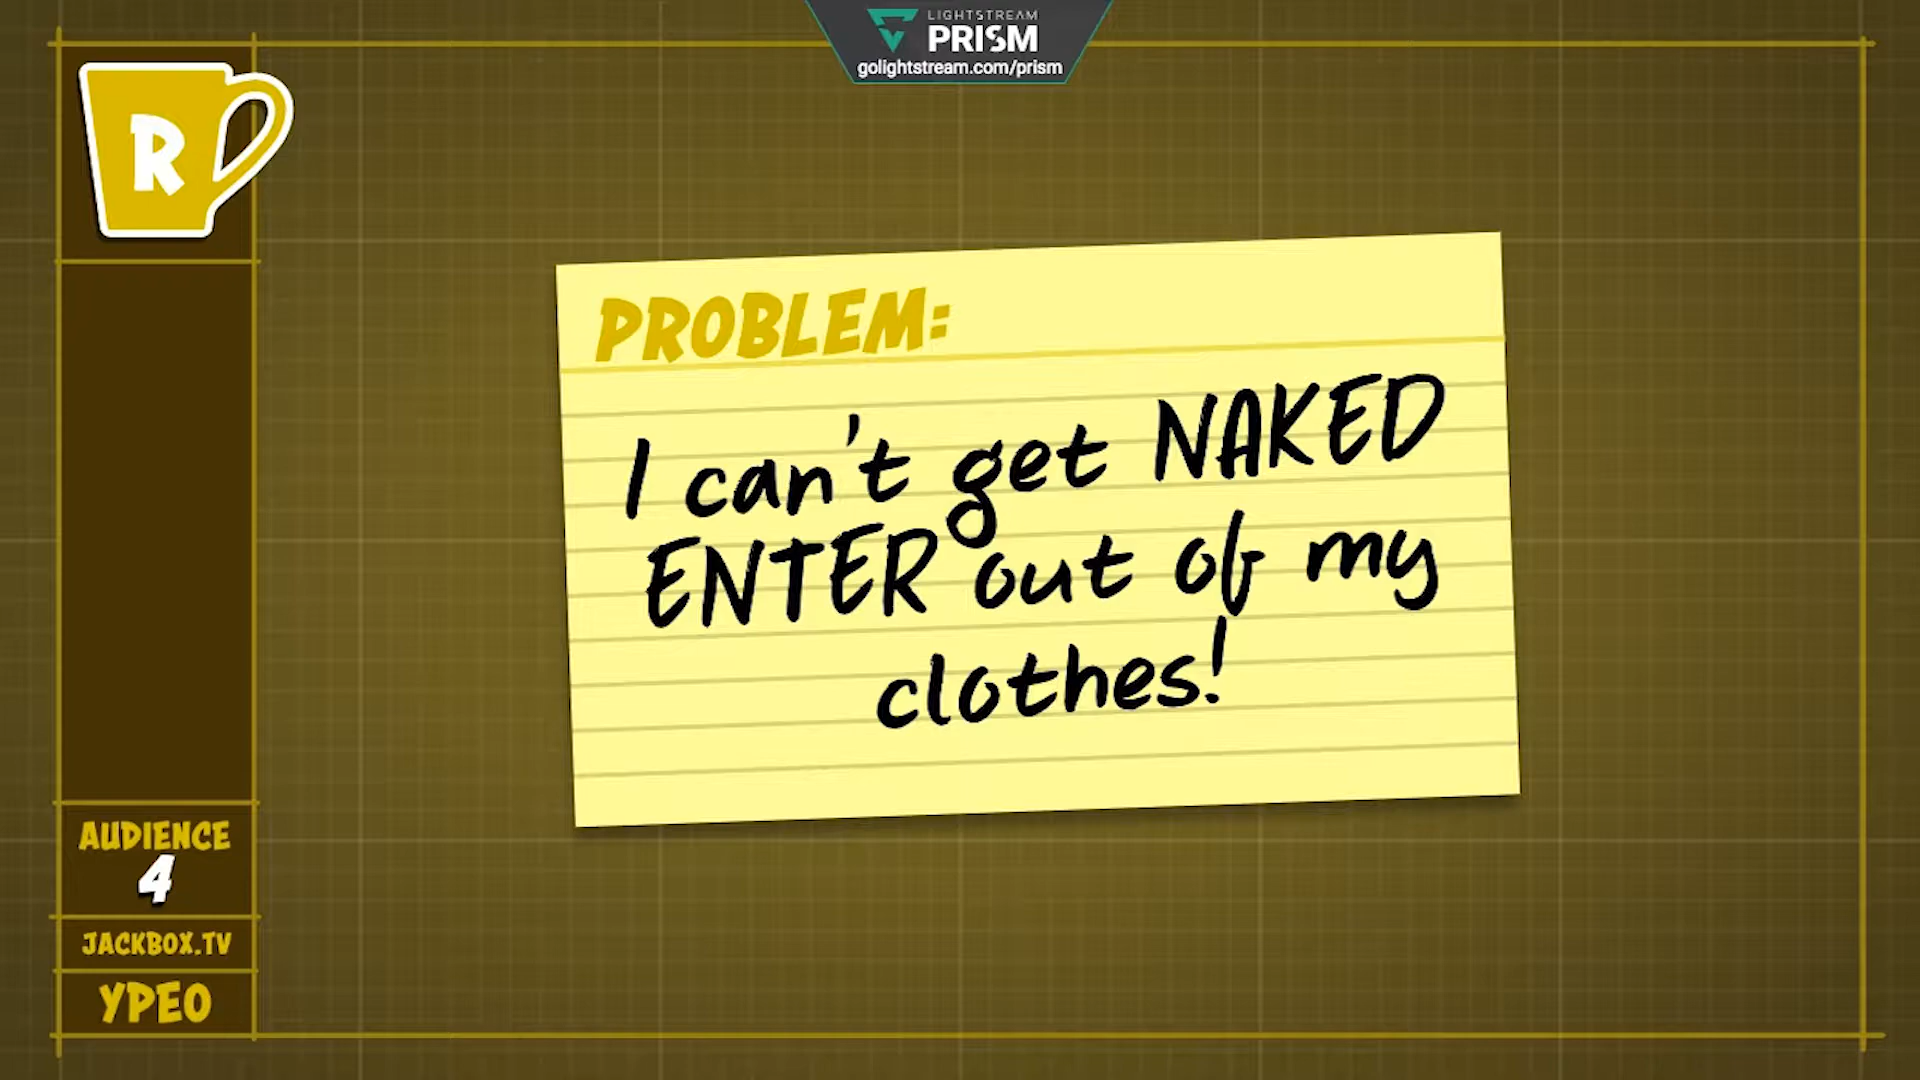 LIGHTSTREAM
PRISM
golightstream.com/prism
R
PROBLEM:
I can't get NAKED
ENTER out of my
clothes!
AUDIENCE
4
JACKBOX.TV
YPEO